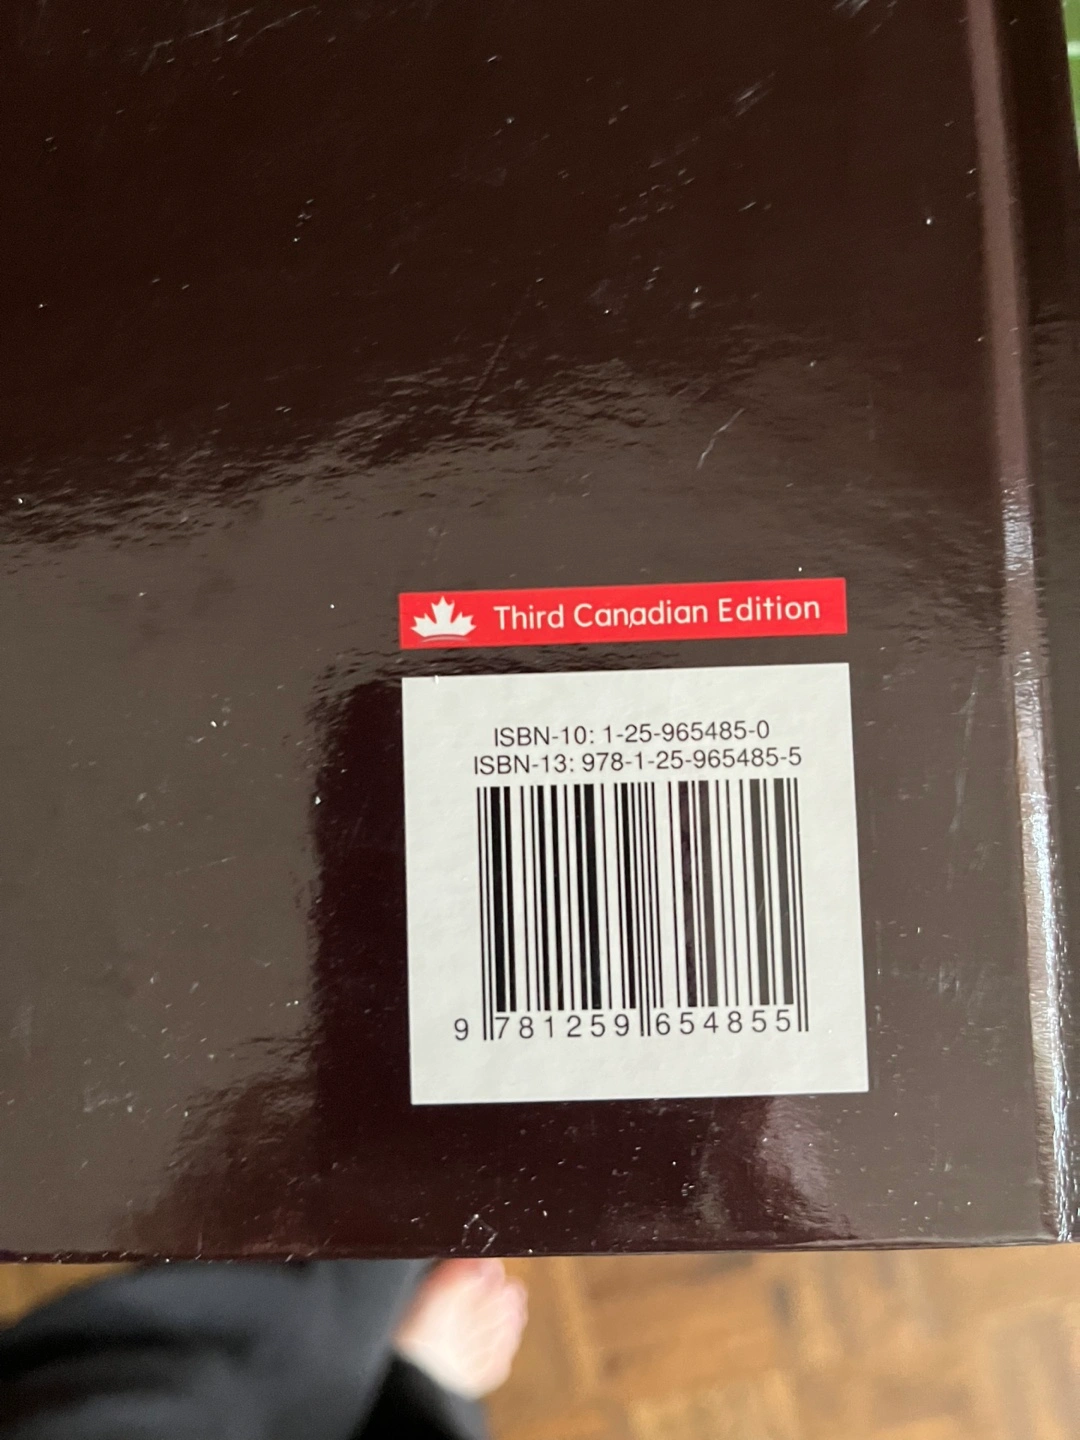 Third Canadian Edition
ISBN-10: 1-25-965485-0
ISBN-13: 978-1-25-965485-5
9 781259 654855